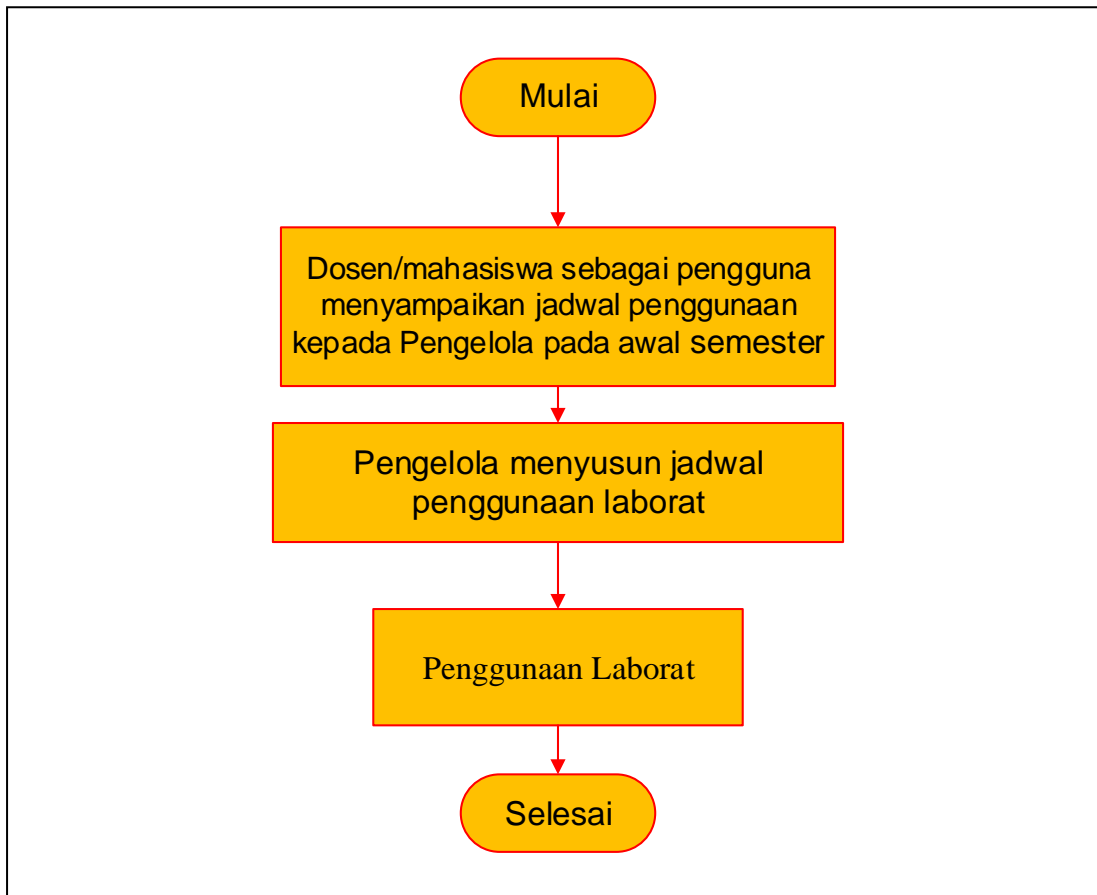 Mulai
Dosen/mahasiswa sebagai pengguna
menyampaikan jadwal penggunaan
kepada Pengelola pada awal semester
Pengelola menyusun jadwal
penggunaan laborat
Penggunaan Laborat
Selesai